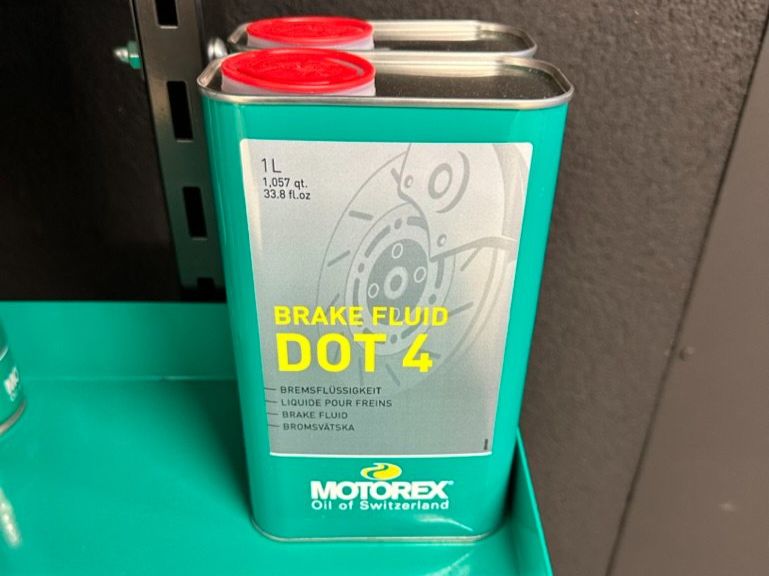 1 L
1,057 qt.
33.8 fl.oz
BRAKE FLUID
DOT 4
BREMSFLÜSSIGKEIT
LIQUIDE POUR FREINS
BRAKE FLUID
BROMSVÄTSKA
MOTOREX
Oil of Switzerland